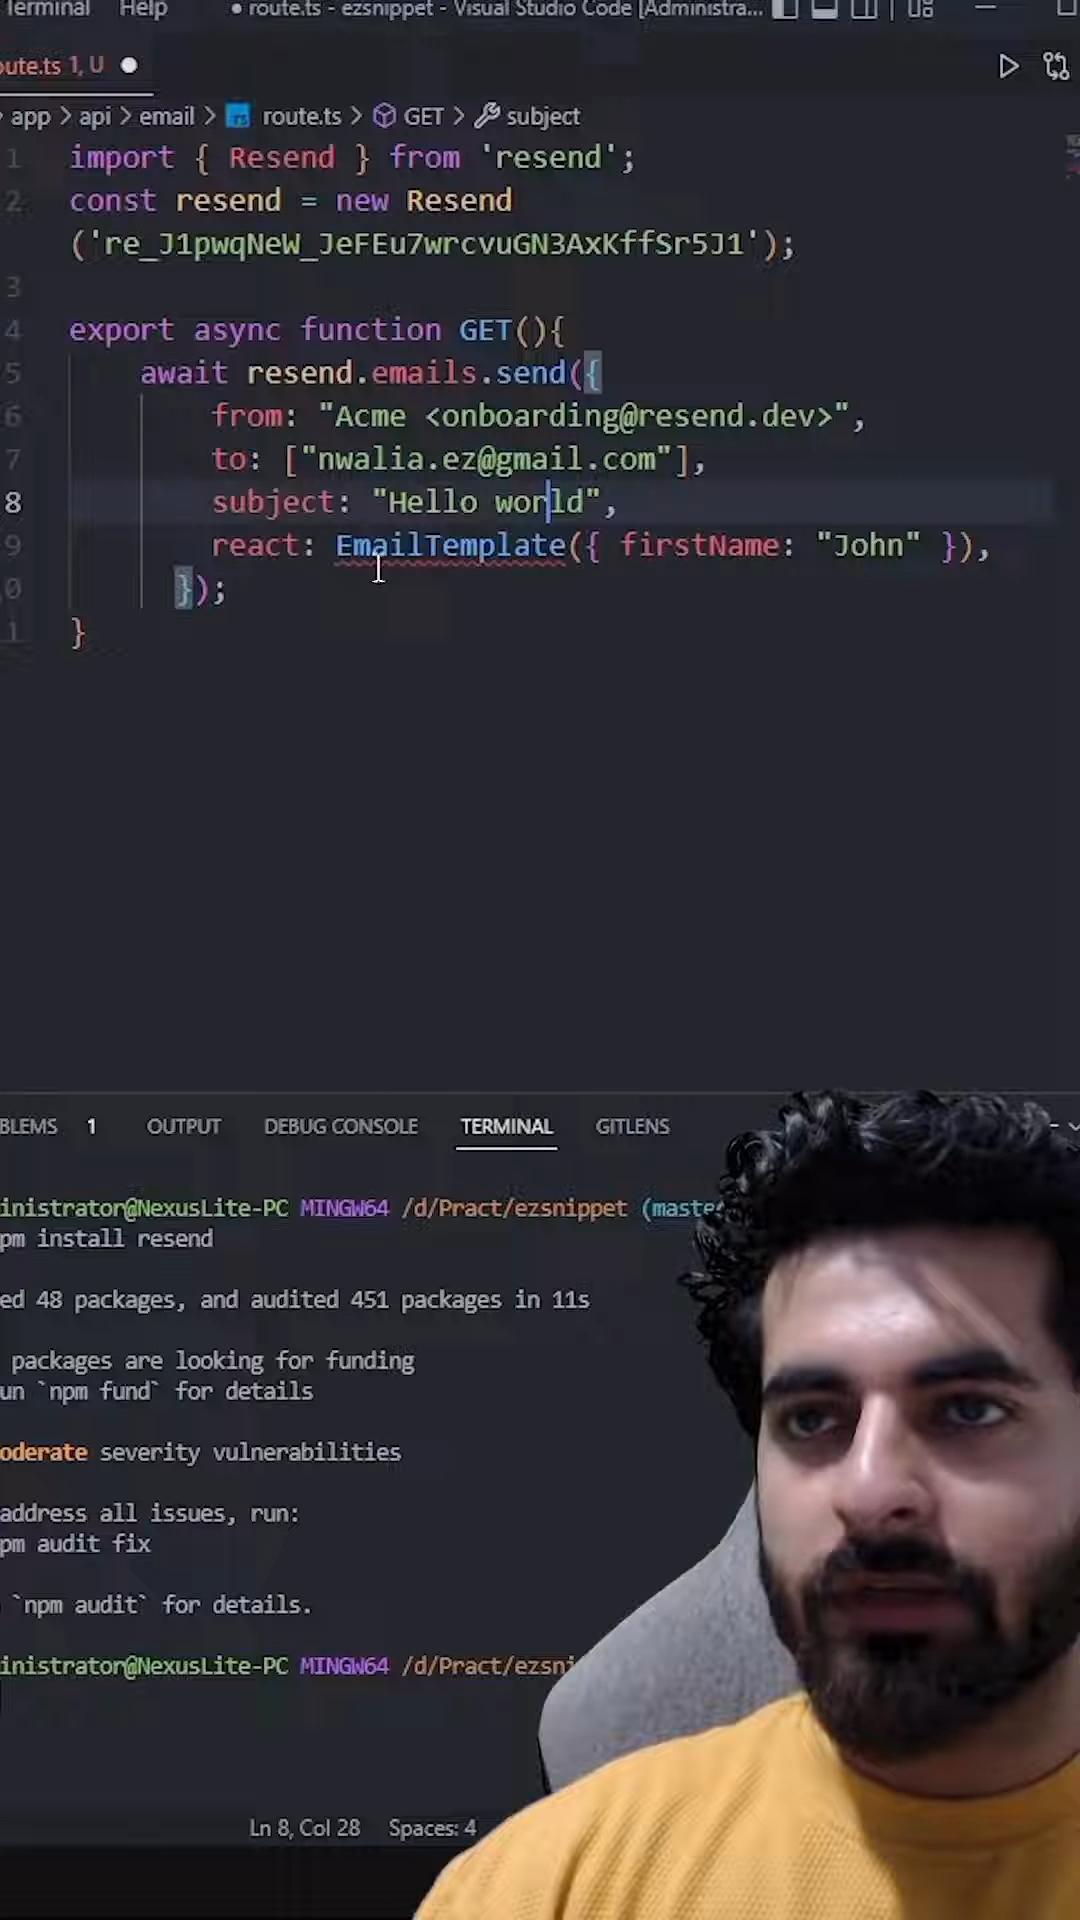 Terminal Help ● route.ts - ezsnippet - Visual Studio Code [Administra...
oute.ts 1, U
app > api > email > TS route.ts > GET > subject
1 import { Resend } from 'resend';
2 const resend = new Resend
('re_J1pwqNeW_JeFEu7wrcvuGN3AxKffSr5J1');
3
4 export async function GET(){
5 await resend.emails.send({
6 from: "Acme <onboarding@resend.dev>",
7 to: ["nwalia.ez@gmail.com"],
8 subject: "Hello world",
9 react: EmailTemplate({ firstName: "John" }),
0 });
1 }
BLEMS 1 OUTPUT DEBUG CONSOLE TERMINAL GITLENS
inistrator@NexusLite-PC MINGW64 /d/Pract/ezsnippet (maste
pm install resend
ed 48 packages, and audited 451 packages in 11s
packages are looking for funding
un `npm fund` for details
oderate severity vulnerabilities
address all issues, run:
pm audit fix
`npm audit` for details.
inistrator@NexusLite-PC MINGW64 /d/Pract/ezsni
Ln 8, Col 28 Spaces: 4